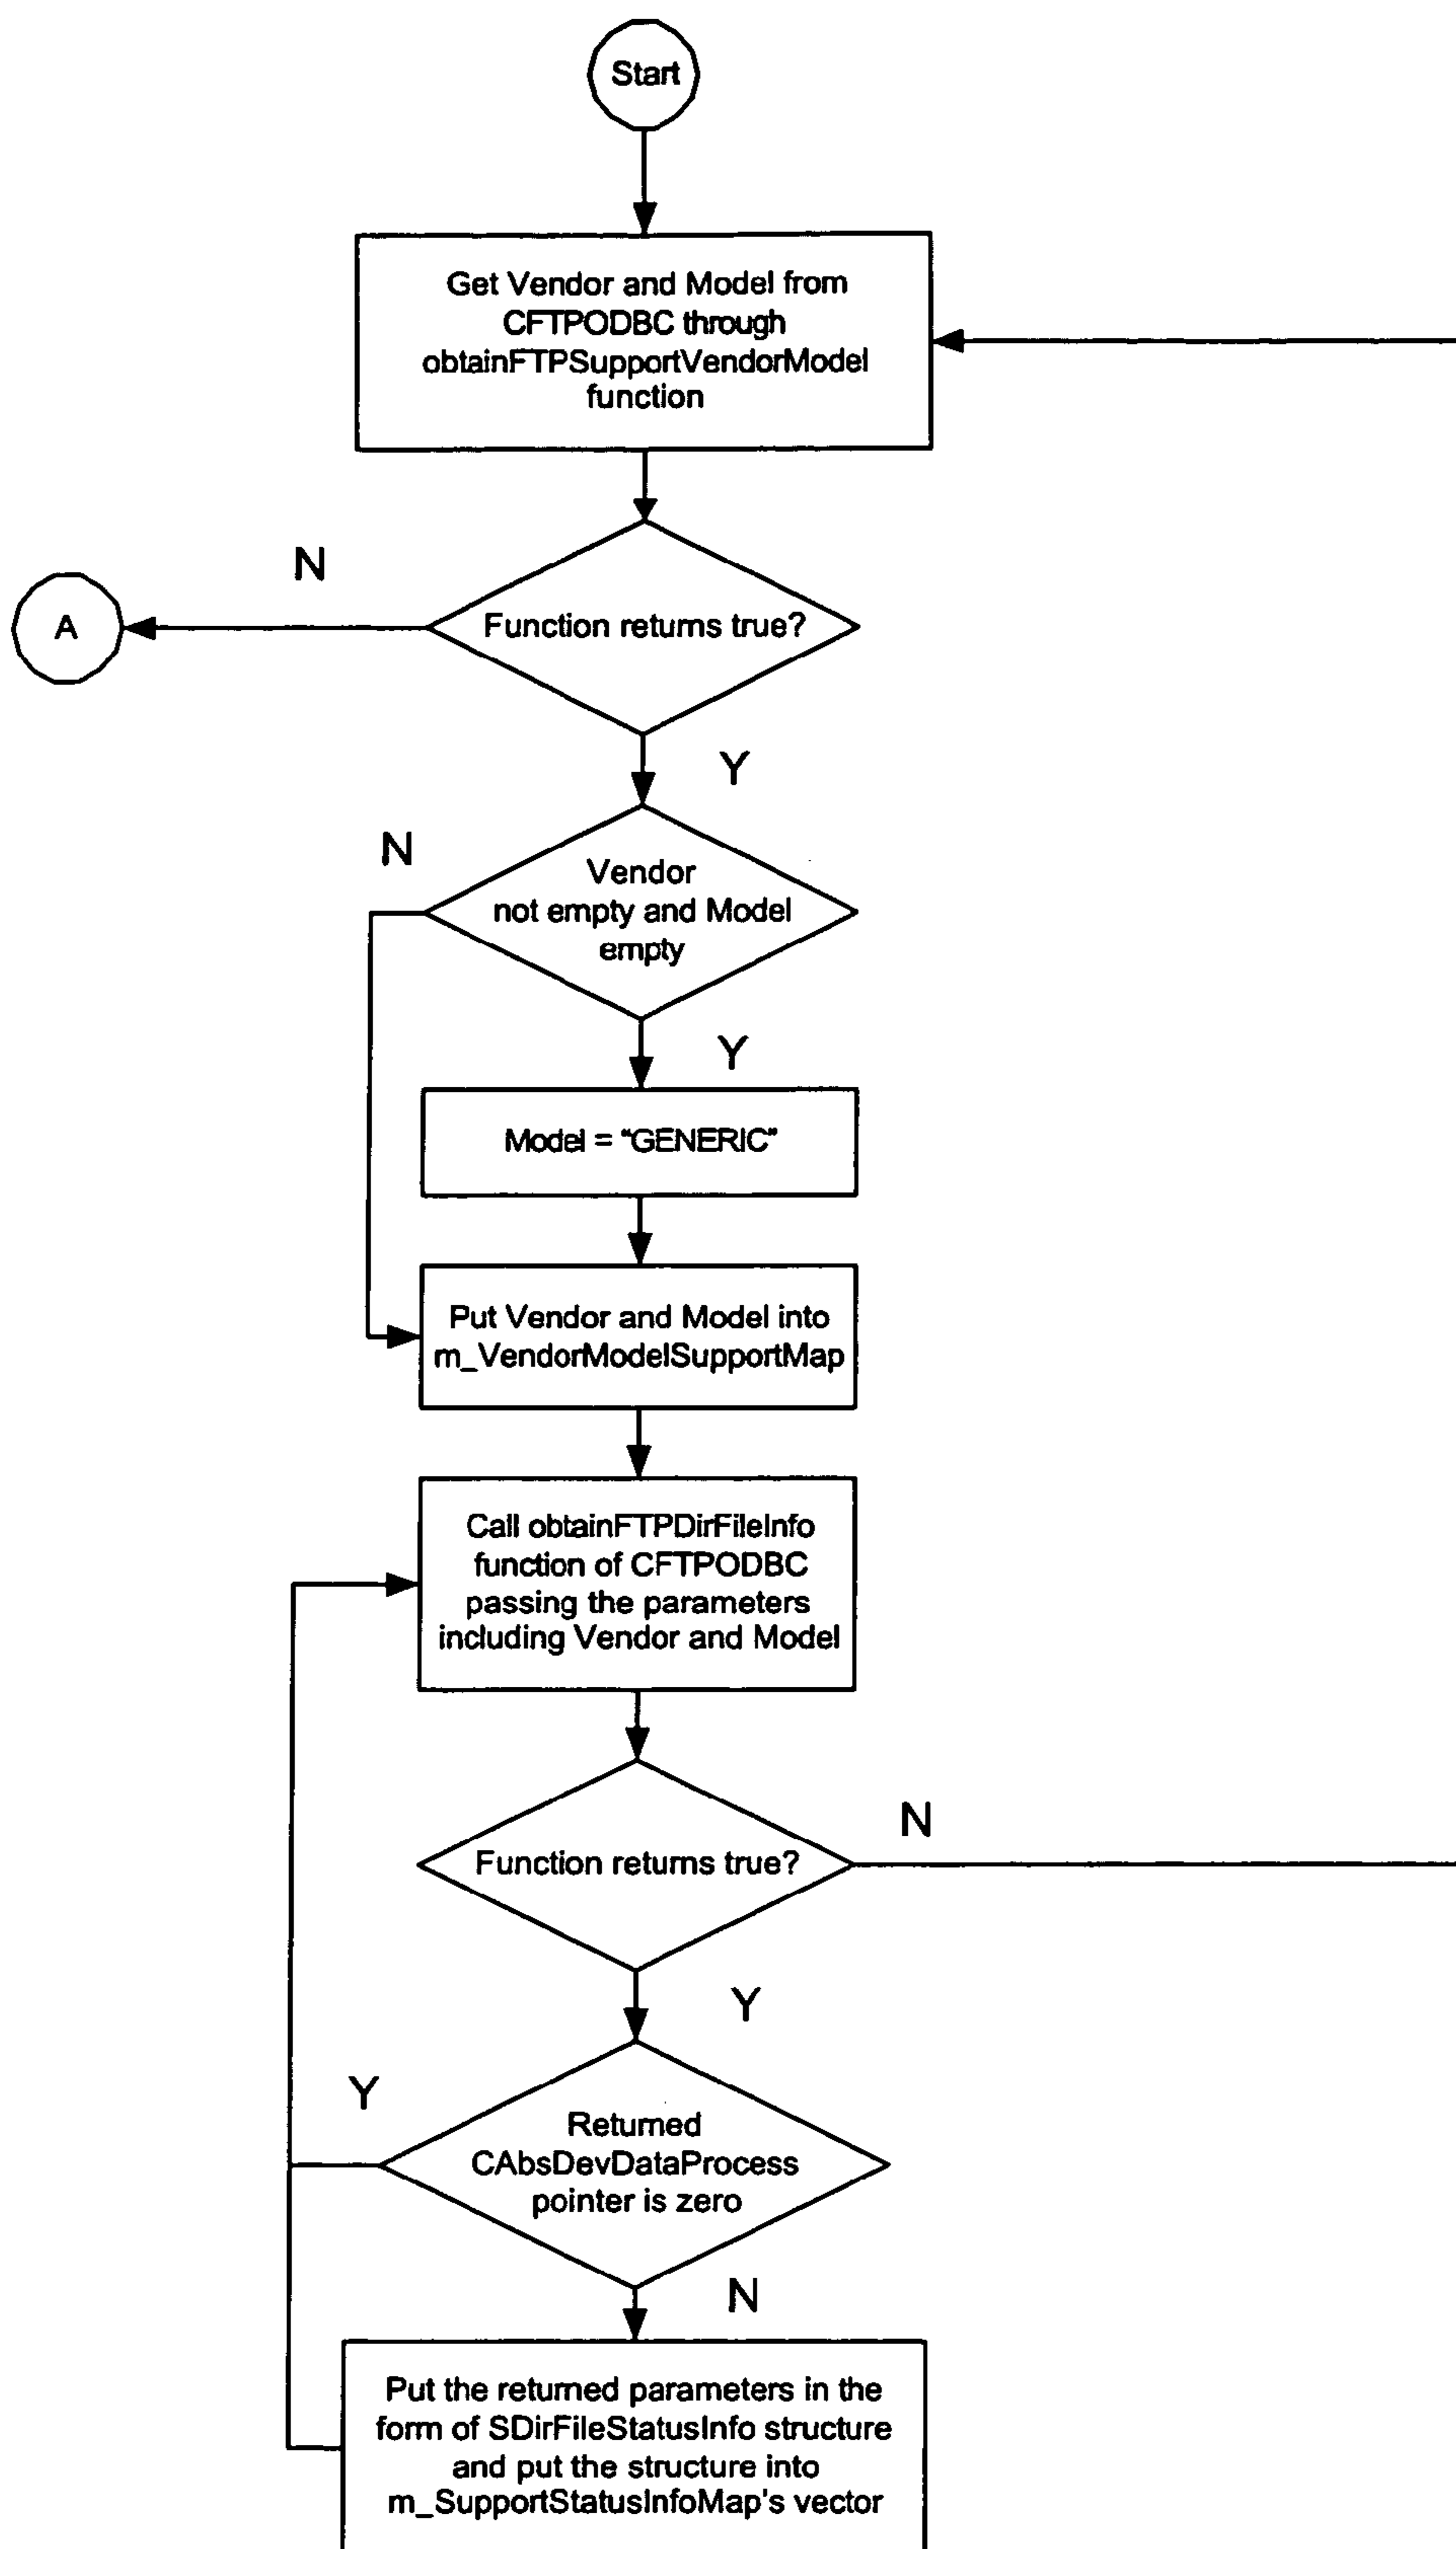 Start
Get Vendor and Model from
CFTPODBC through
obtainFTPSupportVendorModel
function
N
A
Function returns true?
Y
N
Vendor
not empty and Model
empty
Y
Model = "GENERIC"
Put Vendor and Model into
m_VendorModelSupportMap
Call obtainFTPDirFileInfo
function of CFTPODBC
passing the parameters
including Vendor and Model
N
Function returns true?
Y
Y
Returned
CAbsDevDataProcess
pointer is zero
N
Put the returned parameters in the
form of SDirFileStatusInfo structure
and put the structure into
m_SupportStatusInfoMap's vector